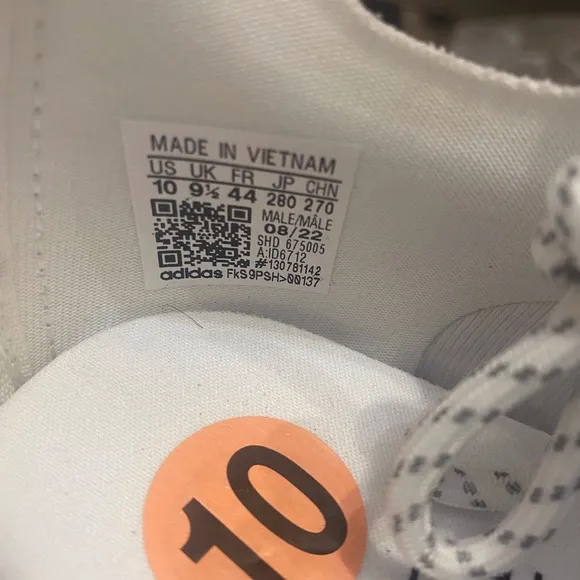 MADE IN VIETNAM
US UK FR JP CHN
10 9½ 44 280 270
MALE/MÂLE
08/22
SHD 675005
A:ID6712
#130781142
adidas FkS9PSH>00137
10